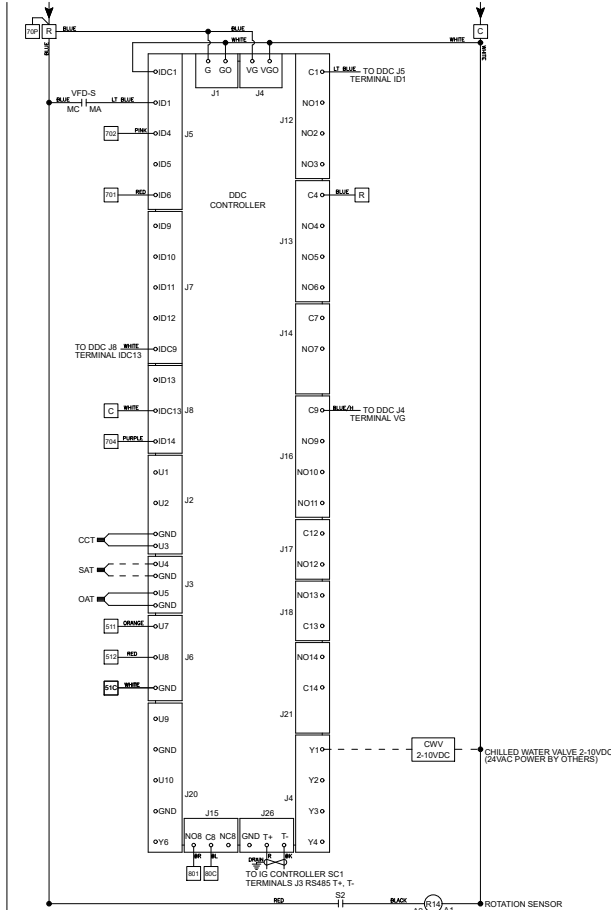 70P R BLUE BLUE C
BLUE WHITE WHITE
G GO VG VGO
J1 J4
IDC1 C1 LT BLUE TO DDC J5
TERMINAL ID1
VFD-S
BLUE LT BLUE ID1 NO1
MC MA
J12
702 PINK ID4 J5 NO2
ID5 NO3
701 RED ID6 DDC
CONTROLLER
C4 BLUE R
ID9 NO4
ID10 J13 NO5
ID11 J7 NO6
ID12 C7
J14
TO DDC J8 WHITE IDC9 NO7
TERMINAL IDC13
ID13
C WHITE IDC13 J8 C9 BLUE/H TO DDC J4
TERMINAL VG
704 PURPLE ID14 NO9
J16
U1 NO10
U2 J2 NO11
CCT GND C12
U3 J17
SAT U4 NO12
GND J3
OAT U5 NO13
GND J18
511 ORANGE U7 C13
512 RED U8 J6 NO14
51C WHITE GND C14
J21
U9
GND Y1 CWV
2-10VDC
CHILLED WATER VALVE 2-10VDC
(24VAC POWER BY OTHERS)
U10 J4 Y2
GND J20 J15 J26 Y3
Y6 NO8 C8 NC8 GND T+ T- Y4
BR BL DRAIN R BK
801 80C TO IG CONTROLLER SC1
TERMINALS J3 RS485 T+, T-
RED S2 BLACK R14 ROTATION SENSOR
A1